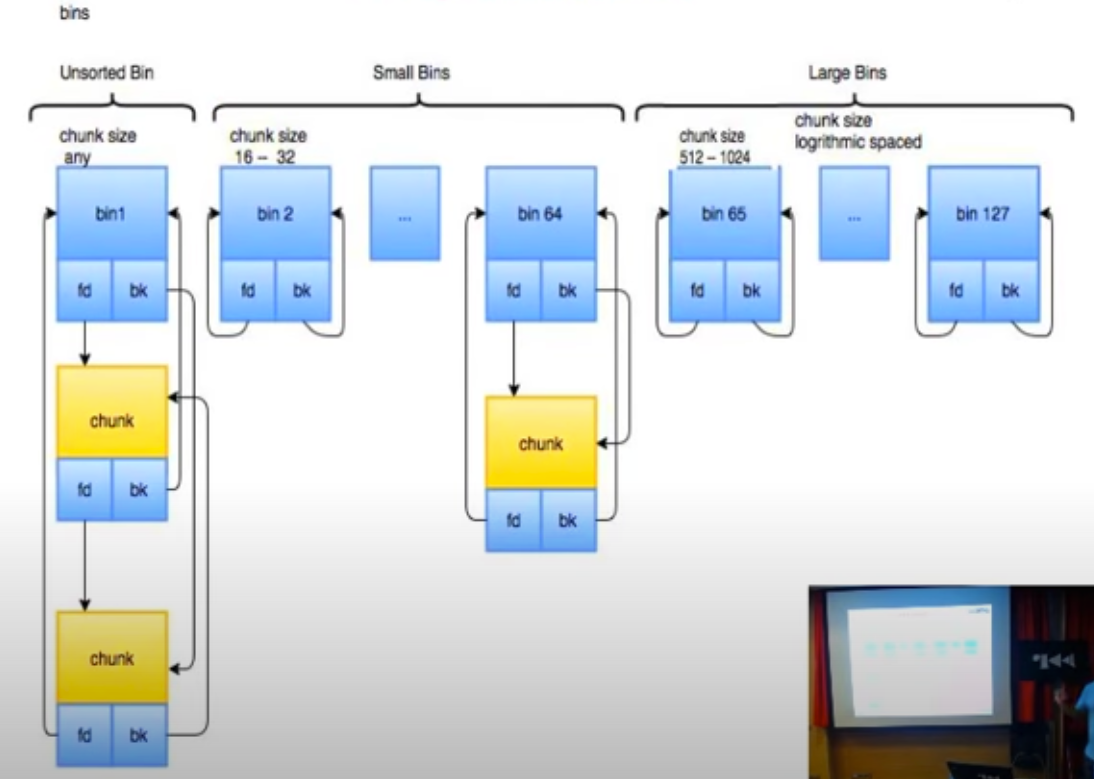 bins
Unsorted Bin
Small Bins
Large Bins
chunk size
any
chunk size
16 – 32
chunk size
512 – 1024
chunk size
logrithmic spaced
bin1
bin 2
...
bin 64
bin 65
...
bin 127
fd
bk
fd
bk
fd
bk
fd
bk
fd
bk
chunk
chunk
fd
bk
fd
bk
chunk
fd
bk